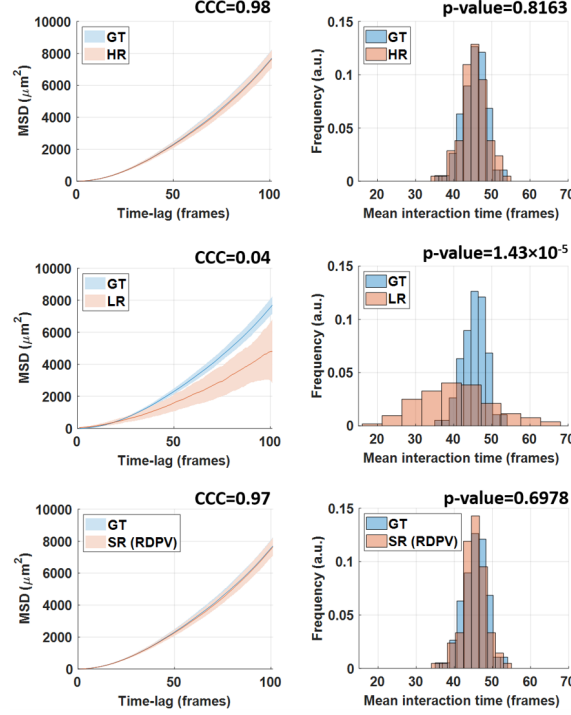 CCC=0.98
10000
8000
6000
4000
2000
0
MSD (μm²)
GT
HR
0
50
100
Time-lag (frames)
p-value=0.8163
0.15
0.1
0.05
0
Frequency (a.u.)
GT
HR
20
30
40
50
60
Mean interaction time (frames)
CCC=0.04
10000
8000
6000
4000
2000
0
MSD (μm²)
GT
LR
0
50
100
Time-lag (frames)
p-value=1.43×10⁻⁵
0.15
0.1
0.05
0
Frequency (a.u.)
GT
LR
20
30
40
50
60
Mean interaction time (frames)
CCC=0.97
10000
8000
6000
4000
2000
0
MSD (μm²)
GT
SR (RDPV)
0
50
100
Time-lag (frames)
p-value=0.6978
0.15
0.1
0.05
0
Frequency (a.u.)
GT
SR (RDPV)
20
30
40
50
60
Mean interaction time (frames)